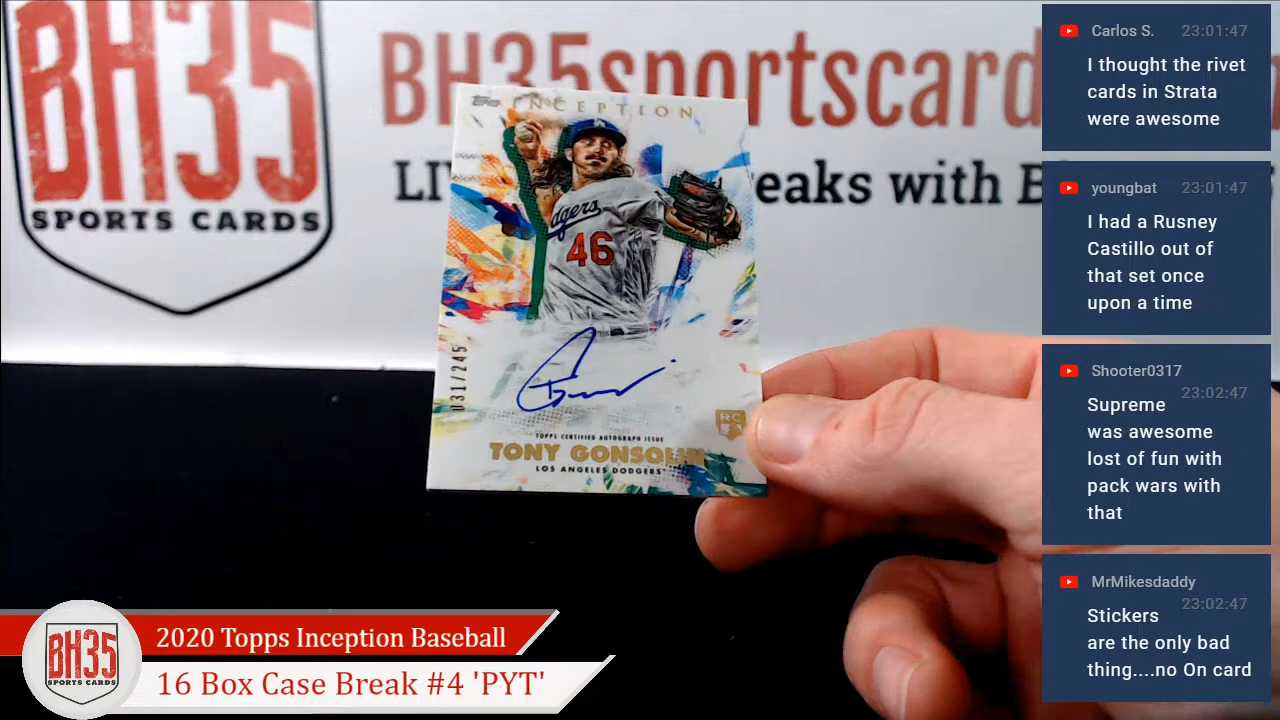 BH35
SPORTS CARDS
BH35sportscard
LI
eaks with B
Topps INCEPTION
Dodgers
46
031/245
TOPPS CERTIFIED AUTOGRAPH ISSUE
RC
TONY GONSOLIN
LOS ANGELES DODGERS
BH35
SPORTS CARDS
2020 Topps Inception Baseball
16 Box Case Break #4 'PYT'
Carlos S. 23:01:47
I thought the rivet
cards in Strata
were awesome
youngbat 23:01:47
I had a Rusney
Castillo out of
that set once
upon a time
Shooter0317
23:02:47
Supreme
was awesome
lost of fun with
pack wars with
that
MrMikesdaddy
23:02:47
Stickers
are the only bad
thing....no On card